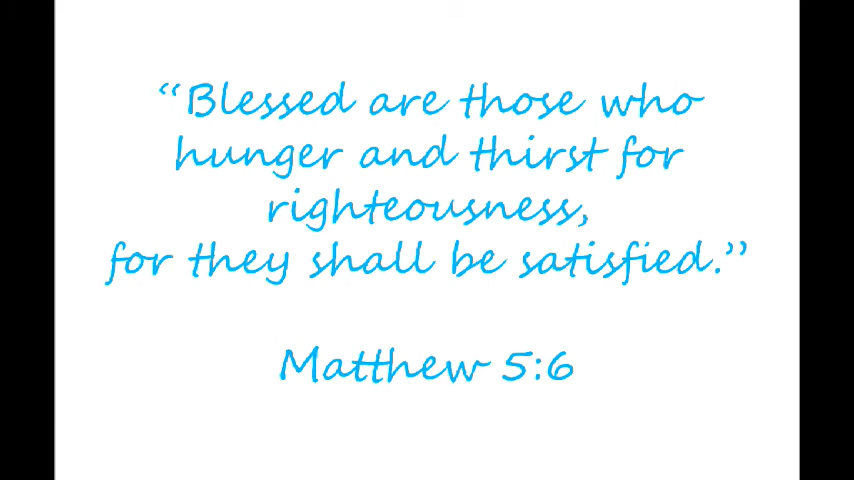 “Blessed are those who
hunger and thirst for
righteousness,
for they shall be satisfied.”
Matthew 5:6